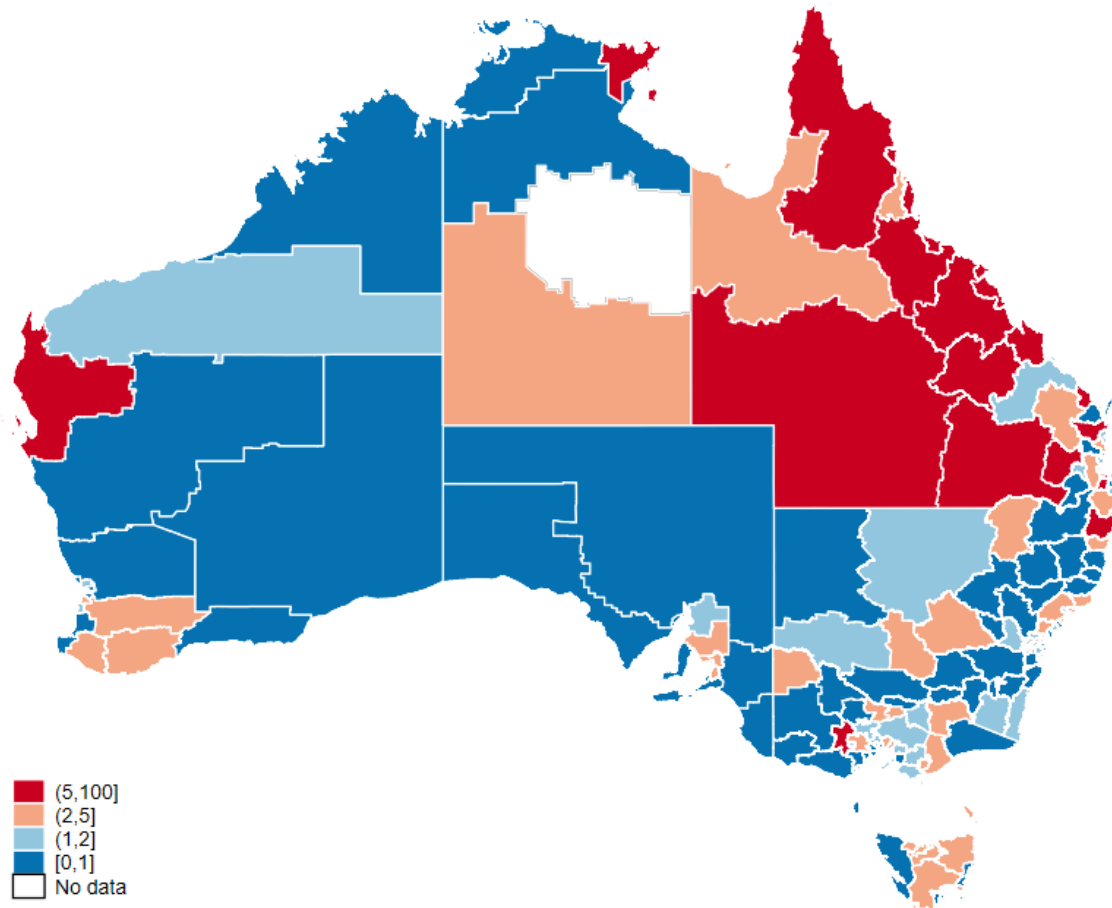 (5,100]
(2,5]
(1,2]
[0,1]
No data